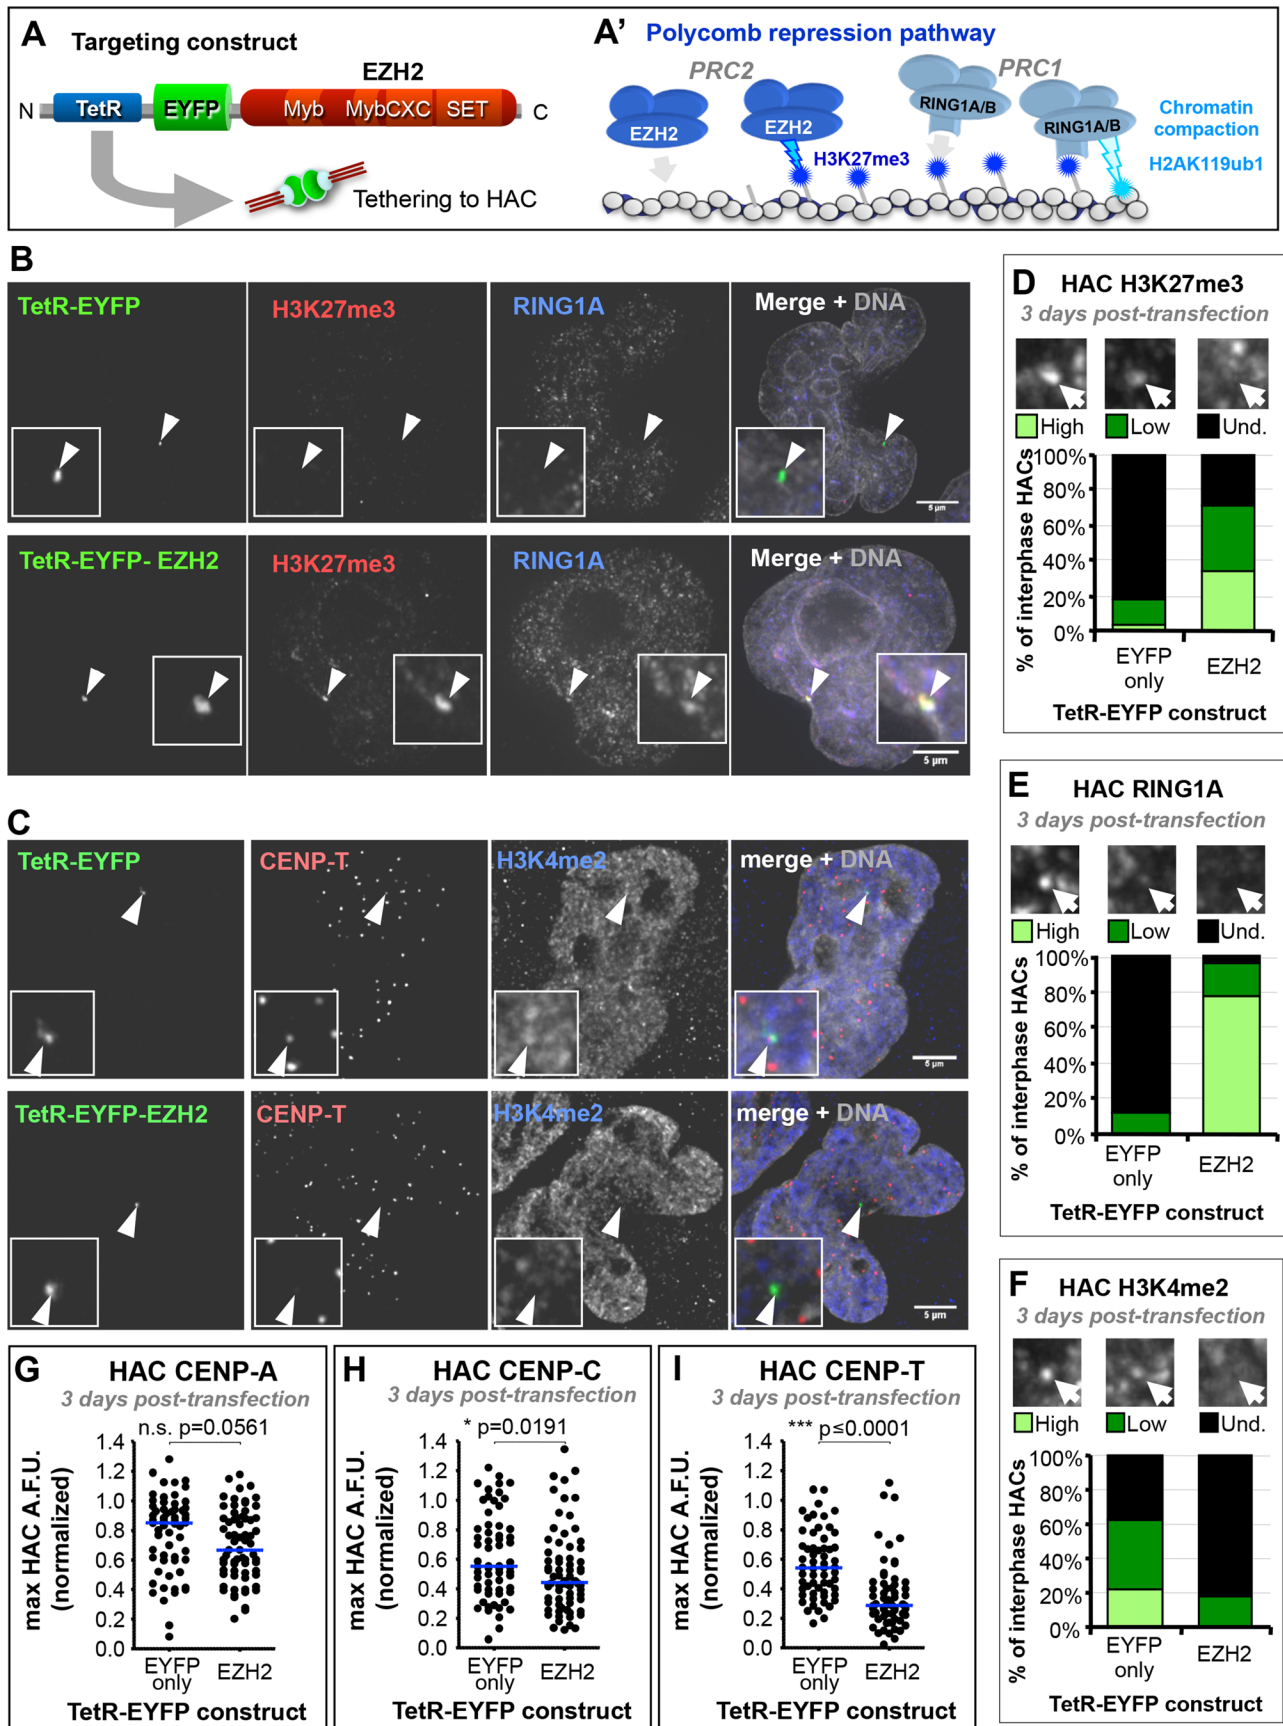 A
Targeting construct
EZH2
N
TetR
EYFP
Myb
MybCXC
SET
C
Tethering to HAC
A'
Polycomb repression pathway
PRC2
PRC1
EZH2
EZH2
H3K27me3
RING1A/B
RING1A/B
Chromatin
compaction
H2AK119ub1
B
TetR-EYFP
H3K27me3
RING1A
Merge + DNA
5 µm
TetR-EYFP- EZH2
H3K27me3
RING1A
Merge + DNA
5 µm
C
TetR-EYFP
CENP-T
H3K4me2
merge + DNA
5 µm
TetR-EYFP-EZH2
CENP-T
H3K4me2
merge + DNA
5 µm
D
HAC H3K27me3
3 days post-transfection
High
Low
Und.
% of interphase HACs
100%
80%
60%
40%
20%
0%
EYFP
only
EZH2
TetR-EYFP construct
E
HAC RING1A
3 days post-transfection
High
Low
Und.
% of interphase HACs
100%
80%
60%
40%
20%
0%
EYFP
only
EZH2
TetR-EYFP construct
F
HAC H3K4me2
3 days post-transfection
High
Low
Und.
% of interphase HACs
100%
80%
60%
40%
20%
0%
EYFP
only
EZH2
TetR-EYFP construct
G
HAC CENP-A
3 days post-transfection
n.s. p=0.0561
max HAC A.F.U.
(normalized)
1.4
1.2
1.0
0.8
0.6
0.4
0.2
0.0
EYFP
only
EZH2
TetR-EYFP construct
H
HAC CENP-C
3 days post-transfection
* p=0.0191
max HAC A.F.U.
(normalized)
1.4
1.2
1.0
0.8
0.6
0.4
0.2
0.0
EYFP
only
EZH2
TetR-EYFP construct
I
HAC CENP-T
3 days post-transfection
*** p≤0.0001
max HAC A.F.U.
(normalized)
1.4
1.2
1.0
0.8
0.6
0.4
0.2
0.0
EYFP
only
EZH2
TetR-EYFP construct